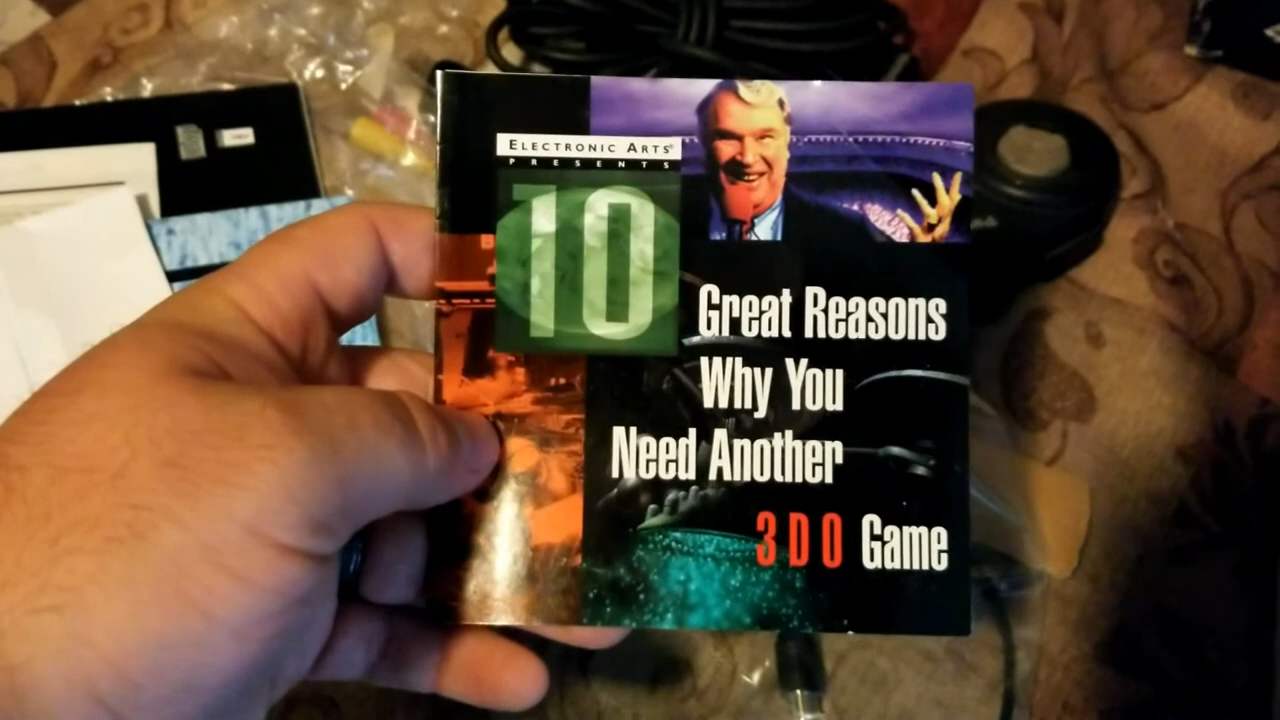 ELECTRONIC ARTS®
PRESENTS
10
Great Reasons
Why You
Need Another
3DO Game